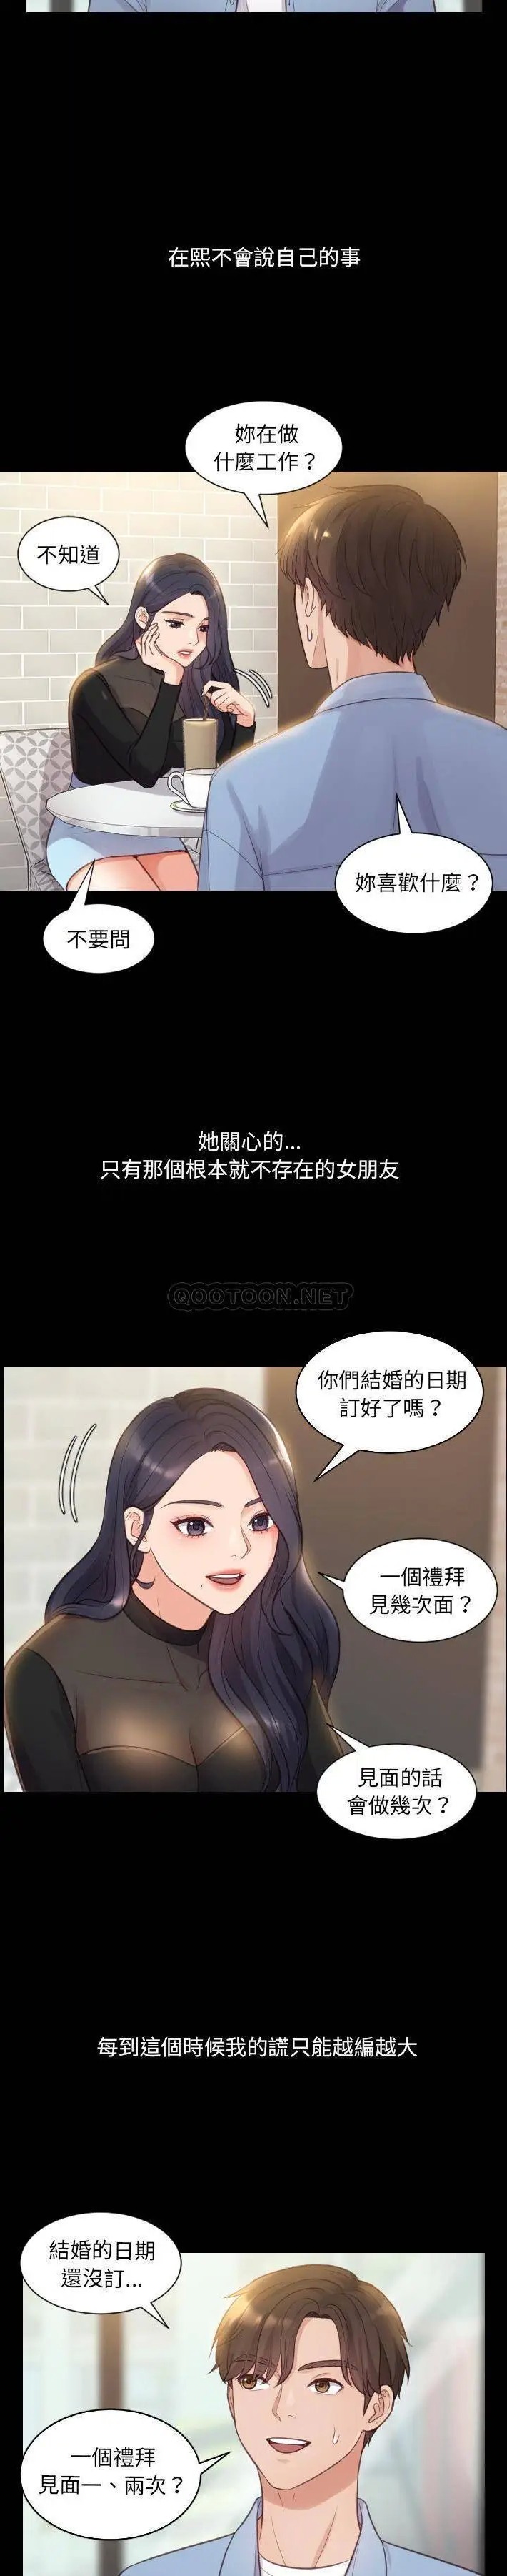 在熙不會說自己的事
妳在做
什麼工作？
不知道
妳喜歡什麼？
不要問
她關心的...
只有那個根本就不存在的女朋友
QOOTOON.NET
你們結婚的日期
訂好了嗎？
一個禮拜
見幾次面？
見面的話
會做幾次？
每到這個時候我的謊只能越編越大
結婚的日期
還沒訂...
一個禮拜
見面一、兩次？